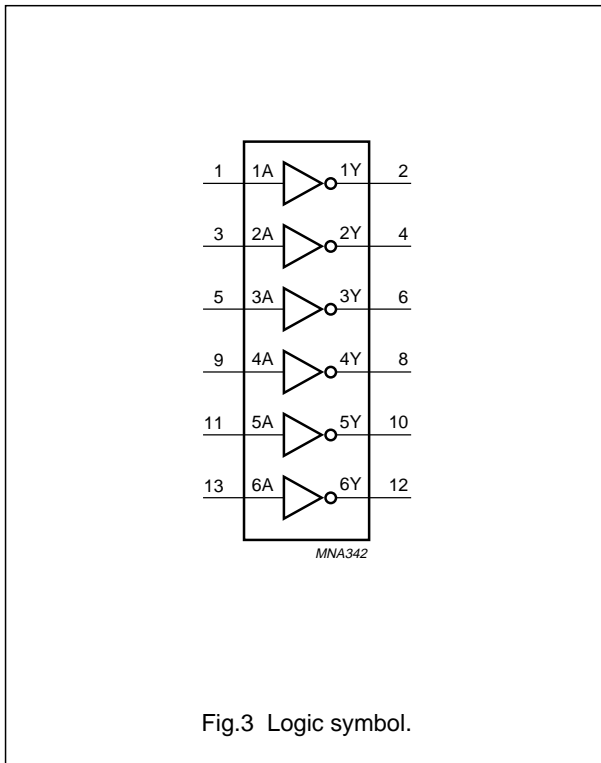 1 1A 1Y 2
3 2A 2Y 4
5 3A 3Y 6
9 4A 4Y 8
11 5A 5Y 10
13 6A 6Y 12
MNA342
Fig.3 Logic symbol.